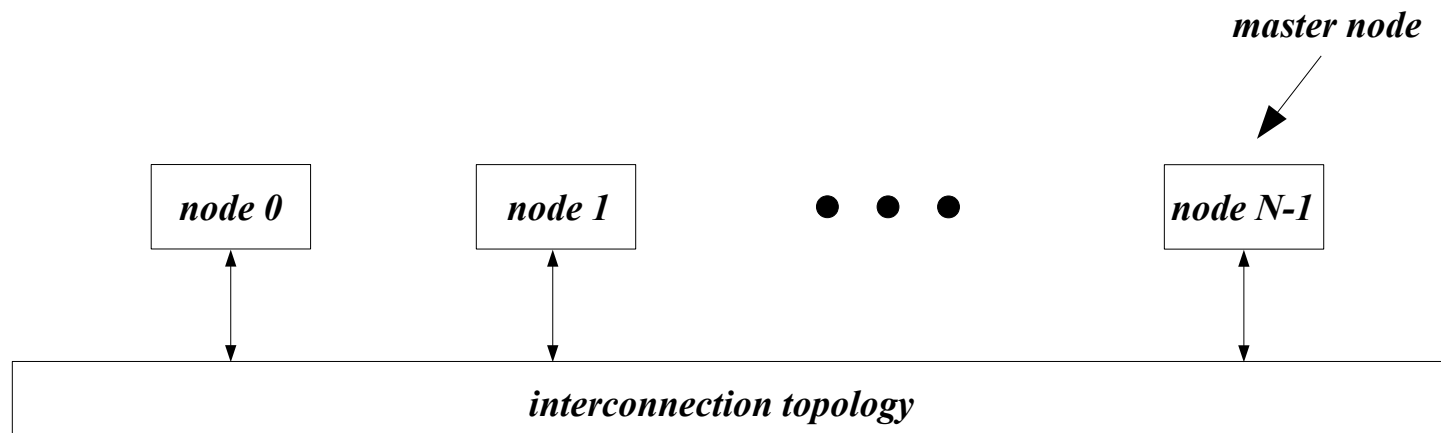 master node
node 0
node 1
node N-1
interconnection topology